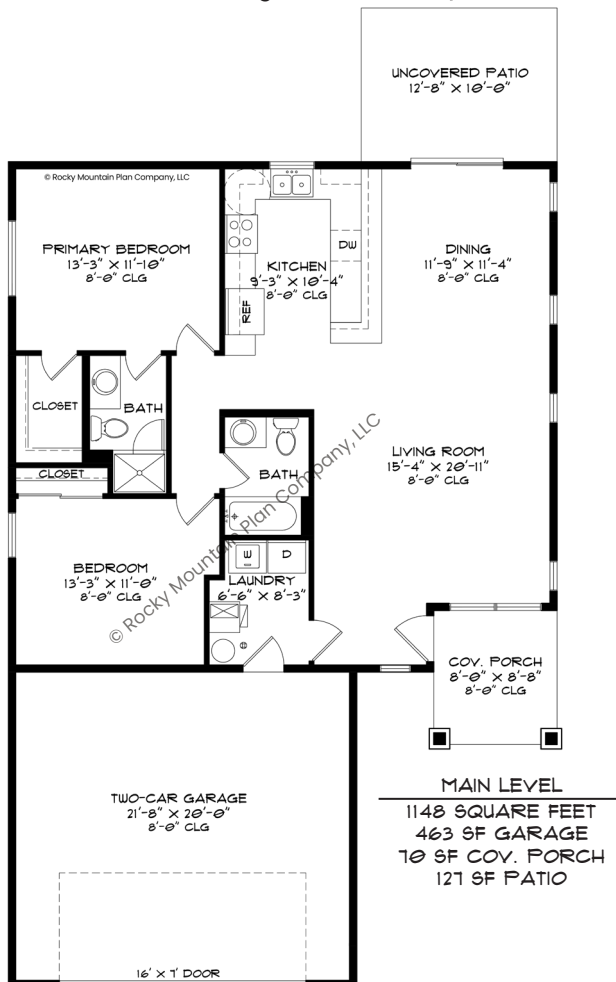 UNCOVERED PATIO
12'-8" X 10'-0"
© Rocky Mountain Plan Company, LLC
PRIMARY BEDROOM
13'-3" X 11'-10"
8'-0" CLG
KITCHEN
9'-3" X 10'-4"
8'-0" CLG
DW
REF
DINING
11'-9" X 11'-4"
8'-0" CLG
CLOSET
BATH
CLOSET
BATH
LIVING ROOM
15'-4" X 20'-11"
8'-0" CLG
© Rocky Mountain Plan Company, LLC
BEDROOM
13'-3" X 11'-0"
8'-0" CLG
W
D
LAUNDRY
6'-6" X 8'-3"
COV. PORCH
8'-0" X 8'-8"
8'-0" CLG
TWO-CAR GARAGE
21'-8" X 20'-0"
8'-0" CLG
16' X 7' DOOR
MAIN LEVEL
1148 SQUARE FEET
463 SF GARAGE
70 SF COV. PORCH
127 SF PATIO